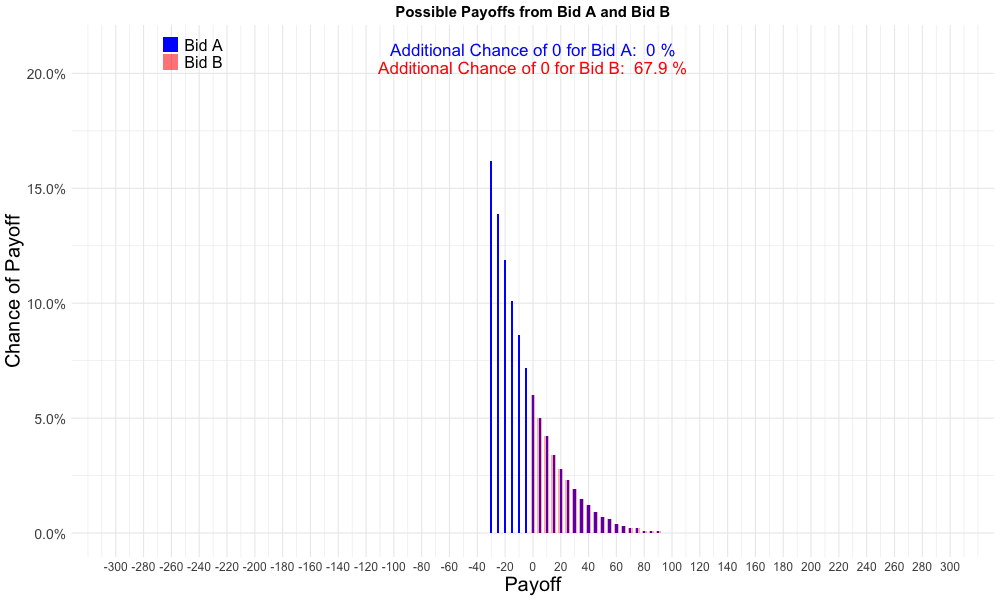 Possible Payoffs from Bid A and Bid B
Bid A
Bid B
Additional Chance of 0 for Bid A:  0 %
Additional Chance of 0 for Bid B:  67.9 %
Chance of Payoff
20.0%
15.0%
10.0%
5.0%
0.0%
-300 -280 -260 -240 -220 -200 -180 -160 -140 -120 -100 -80 -60 -40 -20 0 20 40 60 80 100 120 140 160 180 200 220 240 260 280 300
Payoff